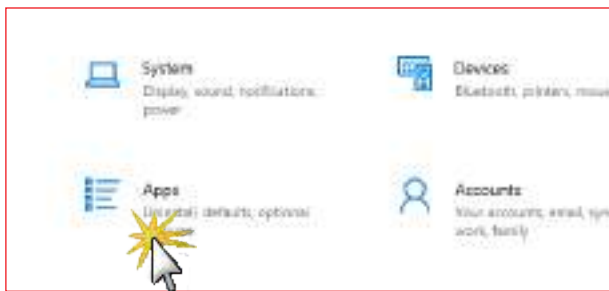 System
Display, sound, notifications,
power
Devices
Bluetooth, printers, mouse
Apps
Uninstall, defaults, optional
Accounts
Your accounts, email, sync
work, family